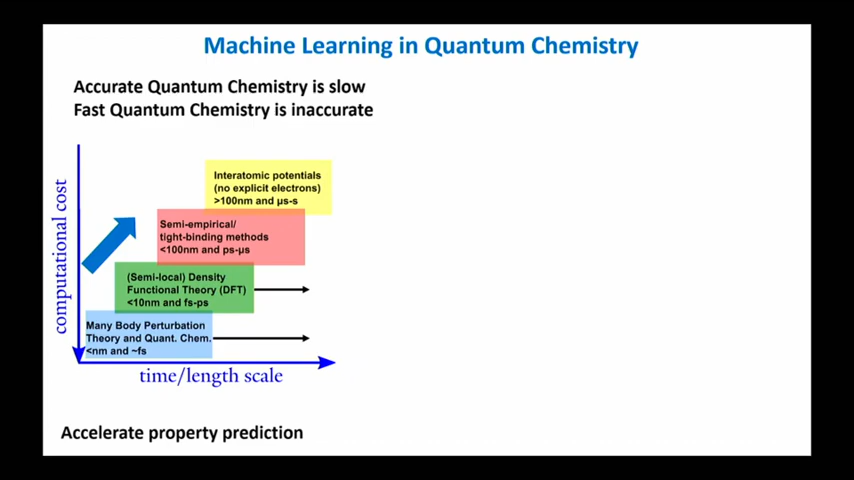 Machine Learning in Quantum Chemistry
Accurate Quantum Chemistry is slow
Fast Quantum Chemistry is inaccurate
computational cost
Interatomic potentials
(no explicit electrons)
>100nm and µs-s
Semi-empirical/
tight-binding methods
<100nm and ps-µs
(Semi-local) Density
Functional Theory (DFT)
<10nm and fs-ps
Many Body Perturbation
Theory and Quant. Chem.
<nm and ~fs
time/length scale
Accelerate property prediction